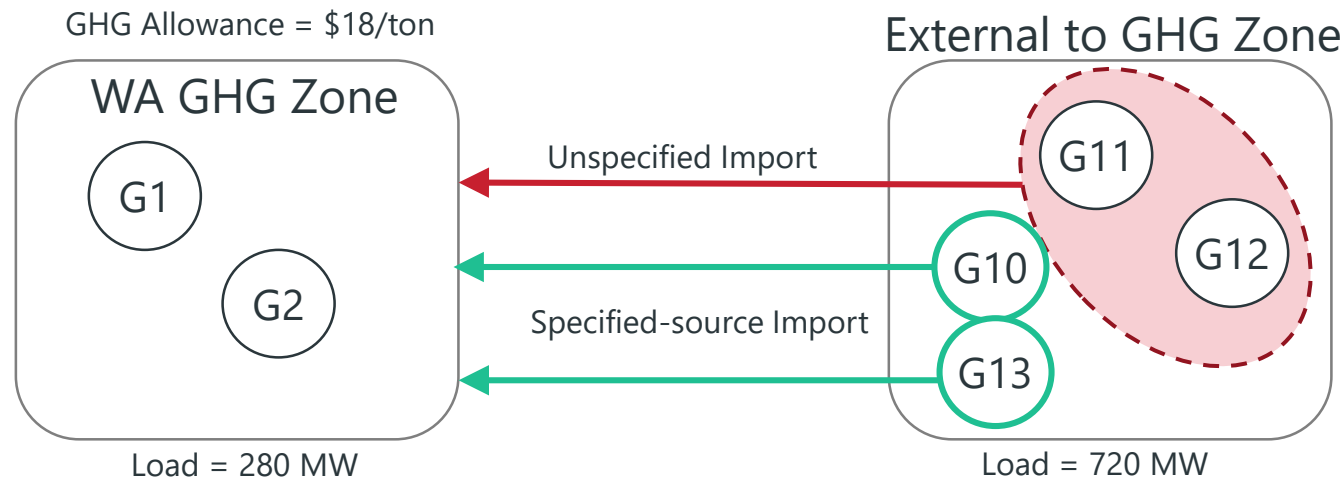 GHG Allowance = $18/ton
External to GHG Zone
WA GHG Zone
G1
G2
Unspecified Import
Specified-source Import
G11
G12
G10
G13
Load = 280 MW
Load = 720 MW